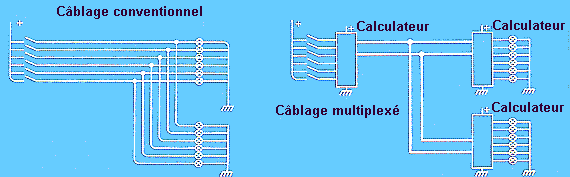 Câblage conventionnel
Calculateur
Calculateur
Câblage multiplexé
Calculateur